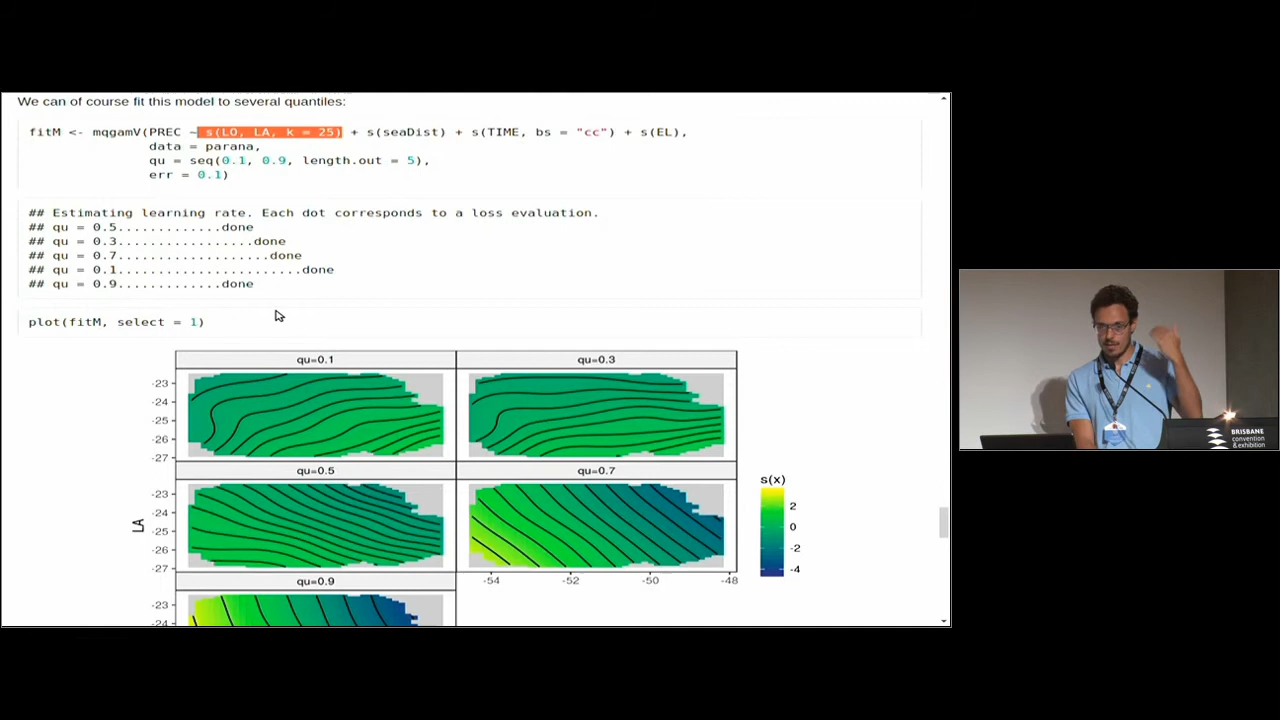 We can of course fit this model to several quantiles:
fitM <- mqgamV(PREC ~ s(LO, LA, k = 25) + s(seaDist) + s(TIME, bs = "cc") + s(EL),
data = parana,
qu = seq(0.1, 0.9, length.out = 5),
err = 0.1)
## Estimating learning rate. Each dot corresponds to a loss evaluation.
## qu = 0.5.............done
## qu = 0.3.................done
## qu = 0.7...................done
## qu = 0.1.......................done
## qu = 0.9.............done
plot(fitM, select = 1)
qu=0.1
qu=0.3
-23
-24
-25
-26
-27
qu=0.5
qu=0.7
-23
-24
-25
-26
-27
LA
-54
-52
-50
-48
qu=0.9
-23
-24
s(x)
2
0
-2
-4
BRISBANE
convention
& exhibition